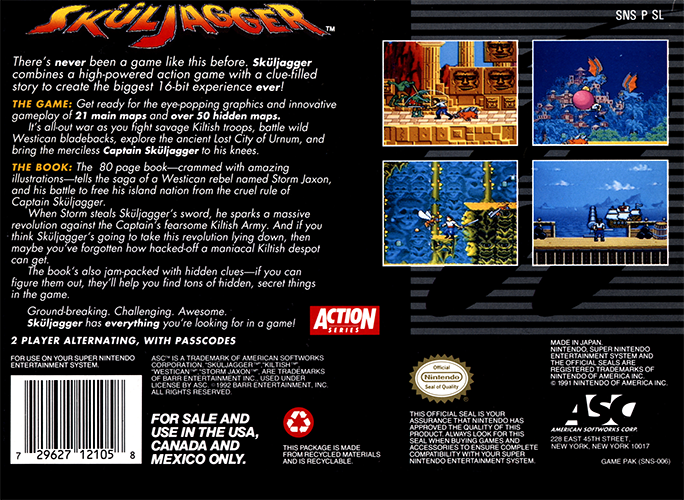 SKÜLJAGGER™
SNS P SL
There's never been a game like this before. Sküljagger
combines a high-powered action game with a clue-filled
story to create the biggest 16-bit experience ever!
THE GAME: Get ready for the eye-popping graphics and innovative
gameplay of 21 main maps and over 50 hidden maps.
It's all-out war as you fight savage Kiltish troops, battle wild
Westican bladebacks, explore the ancient Lost City of Urnum, and
bring the merciless Captain Sküljagger to his knees.
THE BOOK: The 80 page book—crammed with amazing
illustrations—tells the saga of a Westican rebel named Storm Jaxon,
and his battle to free his island nation from the cruel rule of
Captain Sküljagger.
When Storm steals Sküljagger's sword, he sparks a massive
revolution against the Captain's fearsome Kiltish Army. And if you
think Sküljagger's going to take this revolution lying down, then
maybe you've forgotten how hacked-off a maniacal Kiltish despot
can get.
The book's also jam-packed with hidden clues—if you can
figure them out, they'll help you find tons of hidden, secret things
in the game.
Ground-breaking. Challenging. Awesome.
Sküljagger has everything you're looking for in a game!
2 PLAYER ALTERNATING, WITH PASSCODES
ACTION
SERIES
FOR USE ON YOUR SUPER NINTENDO
ENTERTAINMENT SYSTEM.
7 29627 12105 8
ASC™ IS A TRADEMARK OF AMERICAN SOFTWORKS
CORPORATION. "SKÜLJAGGER™", "KILTISH™",
"WESTICAN™", "STORM JAXON™", ARE TRADEMARKS
OF BARR ENTERTAINMENT INC., USED UNDER
LICENSE BY ASC. ©1992 BARR ENTERTAINMENT, INC.
ALL RIGHTS RESERVED.
FOR SALE AND
USE IN THE USA,
CANADA AND
MEXICO ONLY.
THIS PACKAGE IS MADE
FROM RECYCLED MATERIALS
AND IS RECYCLABLE.
Official
Nintendo
Seal of Quality
THIS OFFICIAL SEAL IS YOUR
ASSURANCE THAT NINTENDO HAS
APPROVED THE QUALITY OF THIS
PRODUCT. ALWAYS LOOK FOR THIS
SEAL WHEN BUYING GAMES AND
ACCESSORIES TO ENSURE COMPLETE
COMPATIBILITY WITH YOUR SUPER
NINTENDO ENTERTAINMENT SYSTEM.
MADE IN JAPAN.
NINTENDO, SUPER NINTENDO
ENTERTAINMENT SYSTEM AND
THE OFFICIAL SEALS ARE
REGISTERED TRADEMARKS OF
NINTENDO OF AMERICA INC.
© 1991 NINTENDO OF AMERICA INC.
ASC
AMERICAN SOFTWORKS CORP.
228 EAST 45TH STREET,
NEW YORK, NEW YORK 10017
GAME PAK (SNS-006)